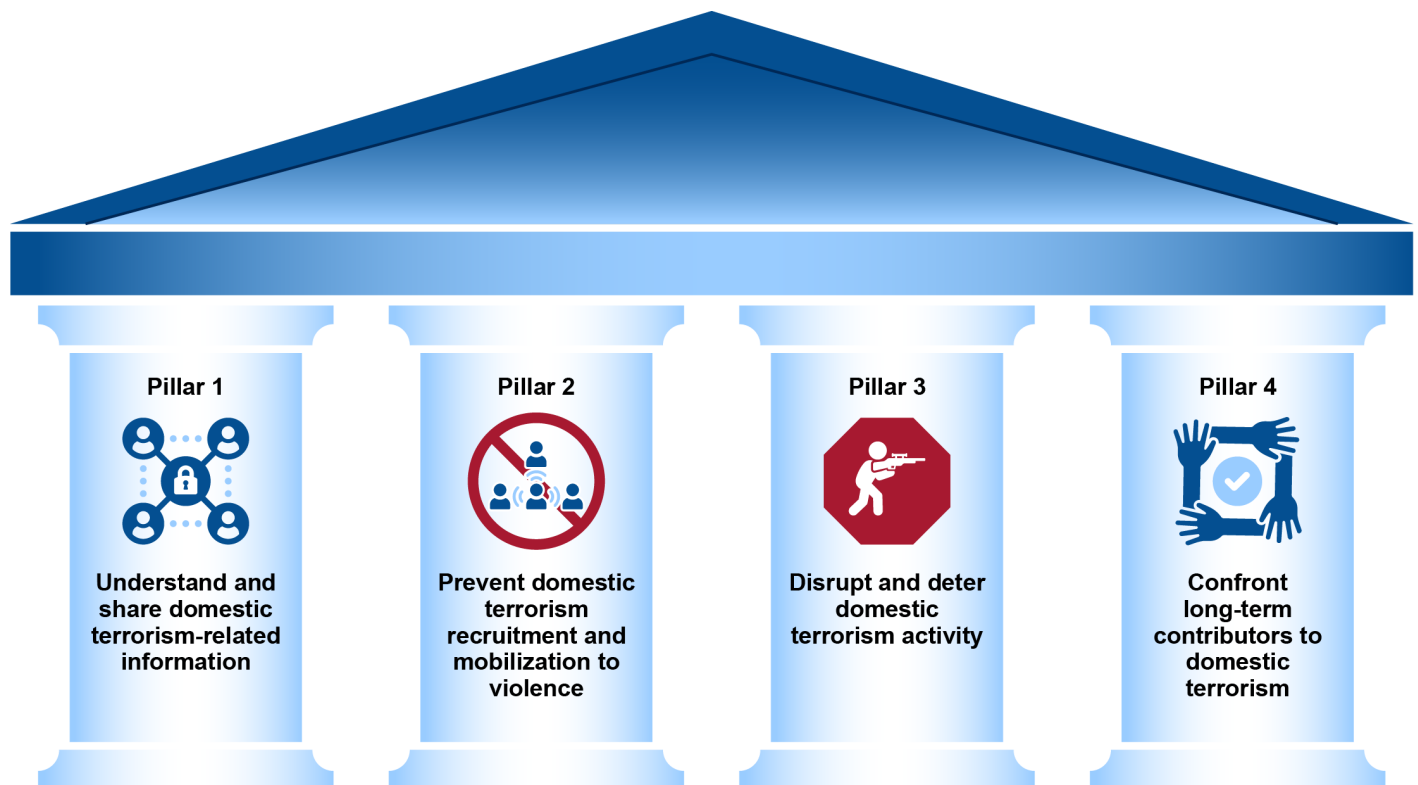 Pillar 1
Understand and
share domestic
terrorism-related
information
Pillar 2
Prevent domestic
terrorism
recruitment and
mobilization to
violence
Pillar 3
Disrupt and deter
domestic
terrorism activity
Pillar 4
Confront
long-term
contributors to
domestic
terrorism